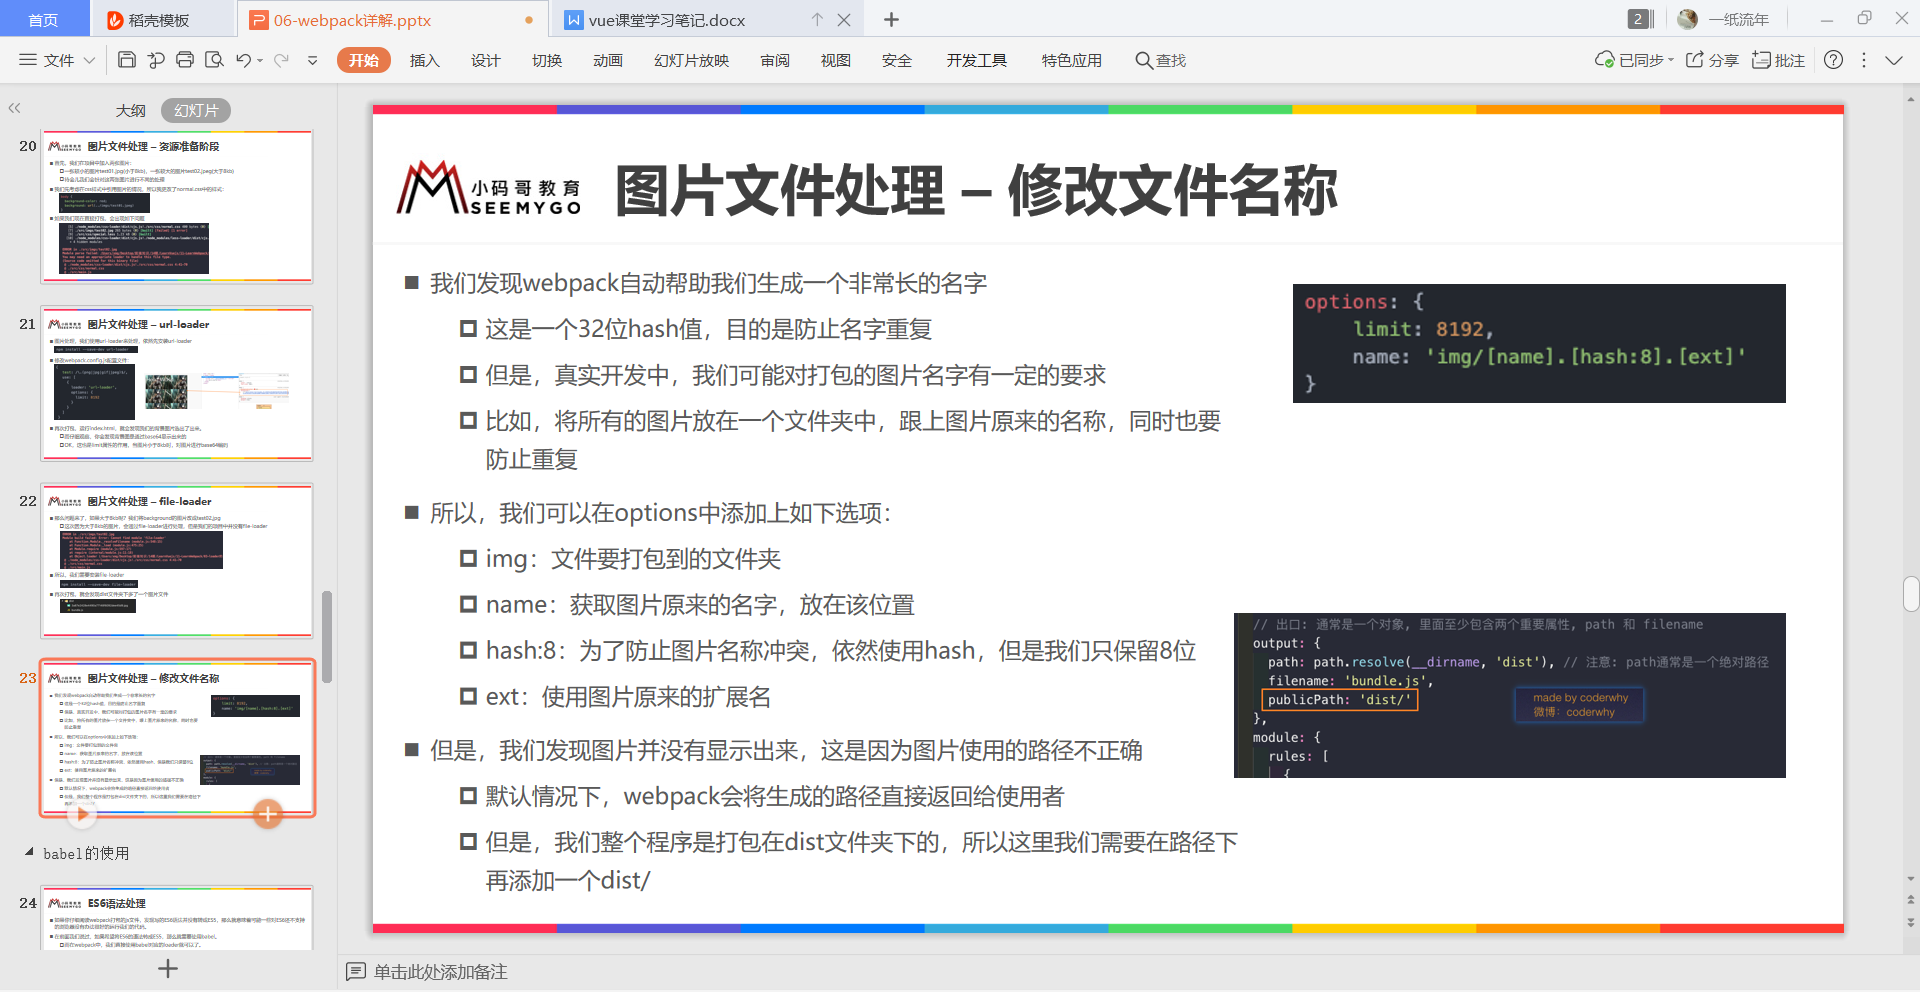 首页
稻壳模板
06-webpack详解.pptx
vue课堂学习笔记.docx
2
一纸流年
文件
开始
插入
设计
切换
动画
幻灯片放映
审阅
视图
安全
开发工具
特色应用
查找
已同步
分享
批注
大纲
幻灯片
20
图片文件处理 – 资源准备阶段
21
图片文件处理 – url-loader
22
图片文件处理 – file-loader
23
图片文件处理 – 修改文件名称
babel的使用
24
ES6语法处理
小码哥教育
SEEMYGO
图片文件处理 – 修改文件名称
我们发现webpack自动帮助我们生成一个非常长的名字
这是一个32位hash值，目的是防止名字重复
但是，真实开发中，我们可能对打包的图片名字有一定的要求
比如，将所有的图片放在一个文件夹中，跟上图片原来的名称，同时也要
防止重复
所以，我们可以在options中添加上如下选项：
img：文件要打包到的文件夹
name：获取图片原来的名字，放在该位置
hash:8：为了防止图片名称冲突，依然使用hash，但是我们只保留8位
ext：使用图片原来的扩展名
但是，我们发现图片并没有显示出来，这是因为图片使用的路径不正确
默认情况下，webpack会将生成的路径直接返回给使用者
但是，我们整个程序是打包在dist文件夹下的，所以这里我们需要在路径下
再添加一个dist/
options: {
limit: 8192,
name: 'img/[name].[hash:8].[ext]'
}
// 出口: 通常是一个对象, 里面至少包含两个重要属性, path 和 filename
output: {
path: path.resolve(__dirname, 'dist'), // 注意: path通常是一个绝对路径
filename: 'bundle.js',
publicPath: 'dist/'
},
module: {
rules: [
{
made by coderwhy
微博：coderwhy
单击此处添加备注